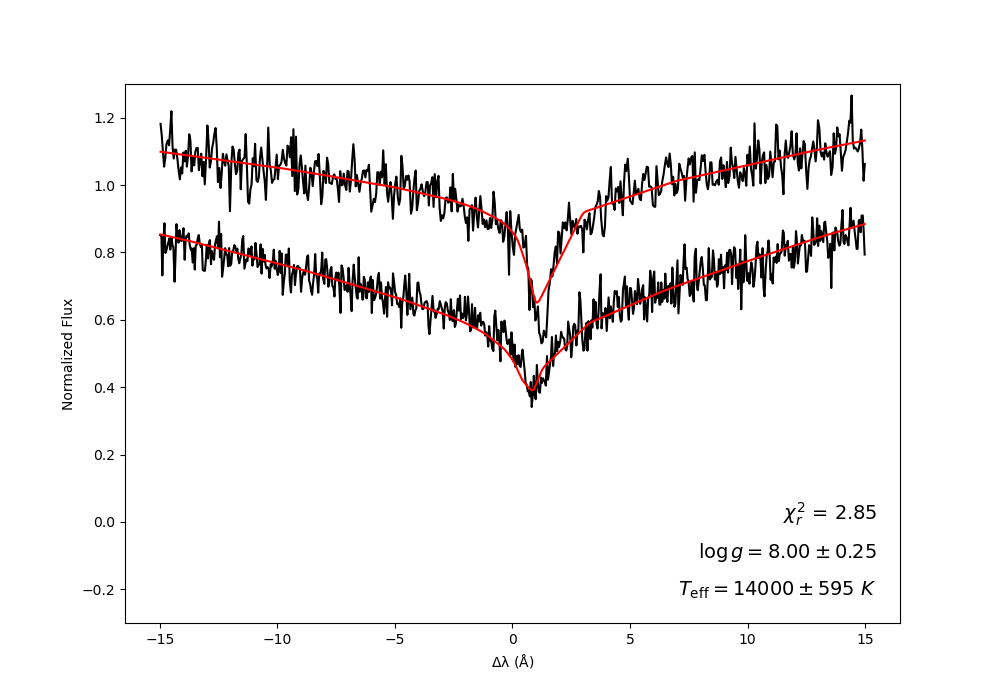 1.2
1.0
0.8
0.6
0.4
0.2
0.0
−0.2
Normalized Flux
χ²ᵣ = 2.85
log g = 8.00 ± 0.25
T_eff = 14000 ± 595 K
−15 −10 −5 0 5 10 15
Δλ (Å)